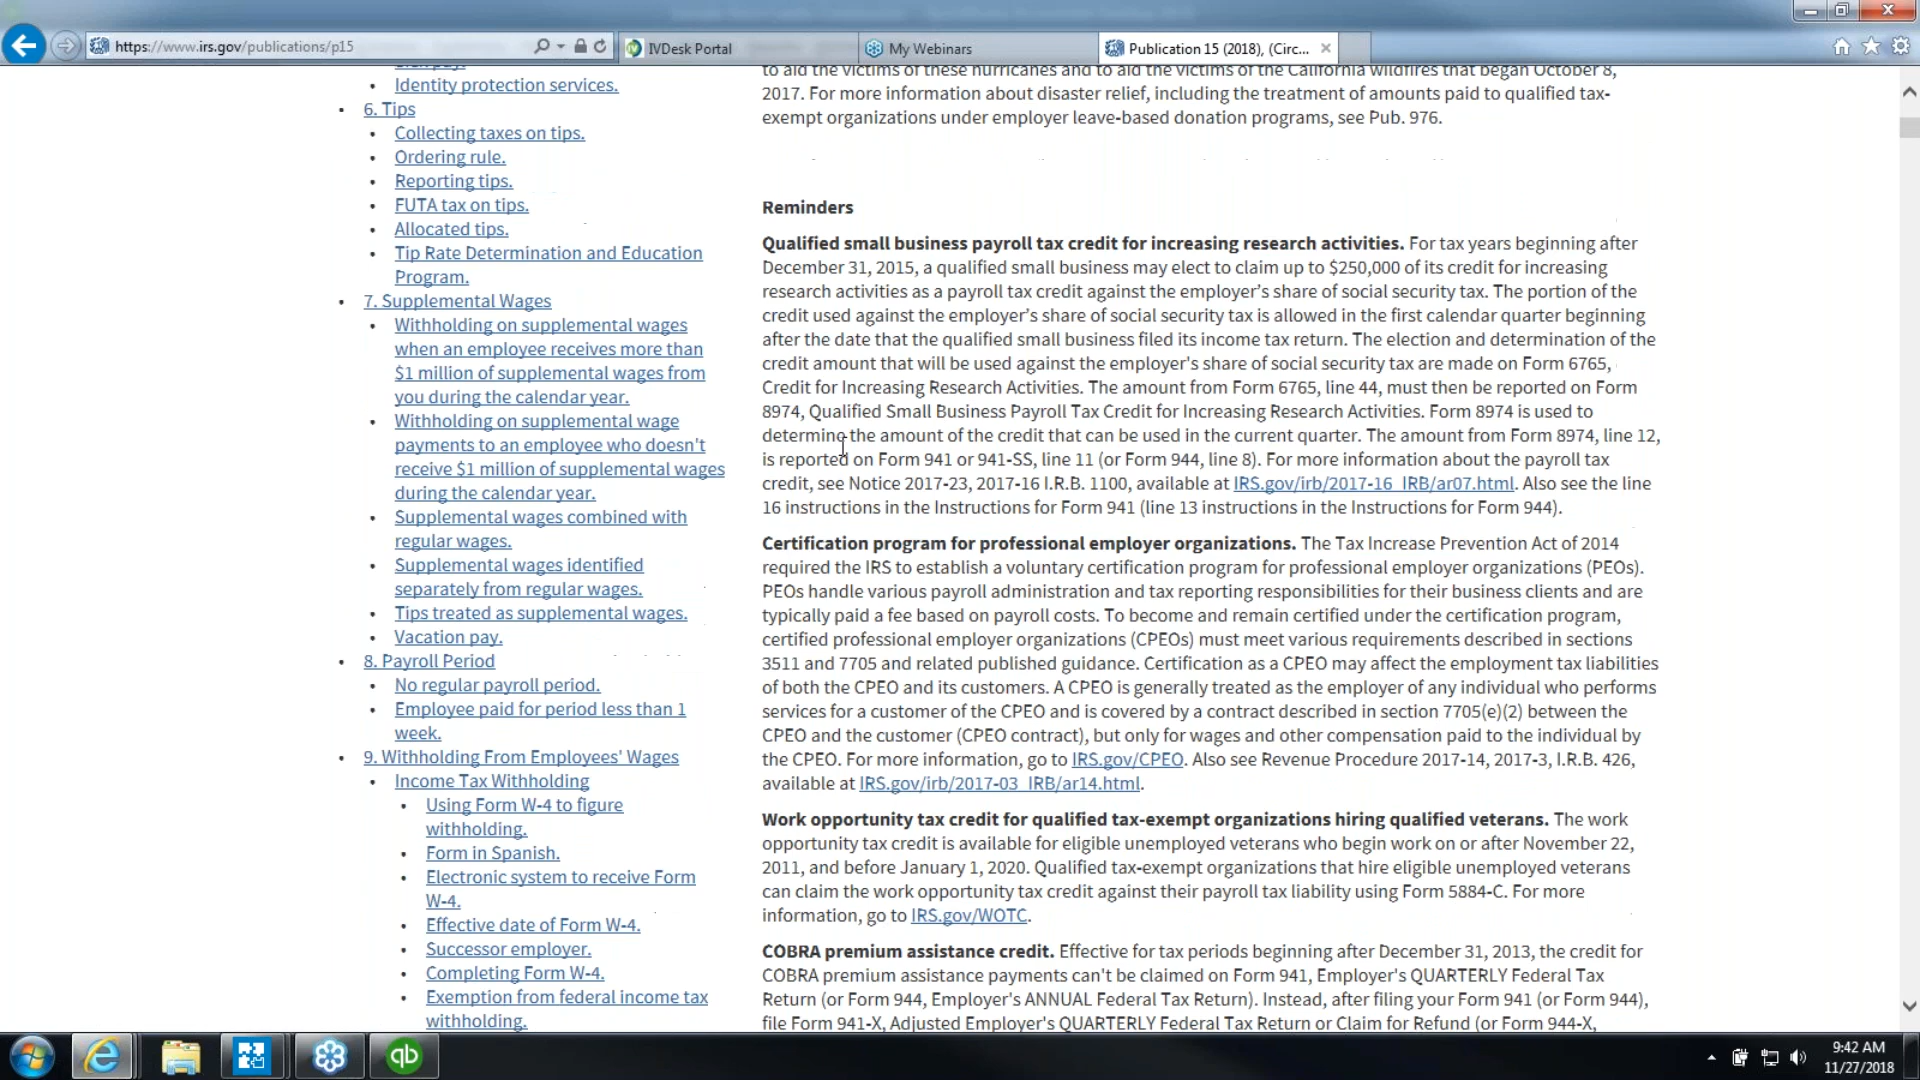 https://www.irs.gov/publications/p15
IVDesk Portal
My Webinars
Publication 15 (2018), (Circ...
Identity protection services.
6. Tips
Collecting taxes on tips.
Ordering rule.
Reporting tips.
FUTA tax on tips.
Allocated tips.
Tip Rate Determination and Education
Program.
7. Supplemental Wages
Withholding on supplemental wages
when an employee receives more than
$1 million of supplemental wages from
you during the calendar year.
Withholding on supplemental wage
payments to an employee who doesn't
receive $1 million of supplemental wages
during the calendar year.
Supplemental wages combined with
regular wages.
Supplemental wages identified
separately from regular wages.
Tips treated as supplemental wages.
Vacation pay.
8. Payroll Period
No regular payroll period.
Employee paid for period less than 1
week.
9. Withholding From Employees' Wages
Income Tax Withholding
Using Form W-4 to figure
withholding.
Form in Spanish.
Electronic system to receive Form
W-4.
Effective date of Form W-4.
Successor employer.
Completing Form W-4.
Exemption from federal income tax
withholding.
to aid the victims of these hurricanes and to aid the victims of the California wildfires that began October 8,
2017. For more information about disaster relief, including the treatment of amounts paid to qualified tax-
exempt organizations under employer leave-based donation programs, see Pub. 976.
Reminders
Qualified small business payroll tax credit for increasing research activities. For tax years beginning after
December 31, 2015, a qualified small business may elect to claim up to $250,000 of its credit for increasing
research activities as a payroll tax credit against the employer's share of social security tax. The portion of the
credit used against the employer's share of social security tax is allowed in the first calendar quarter beginning
after the date that the qualified small business filed its income tax return. The election and determination of the
credit amount that will be used against the employer's share of social security tax are made on Form 6765,
Credit for Increasing Research Activities. The amount from Form 6765, line 44, must then be reported on Form
8974, Qualified Small Business Payroll Tax Credit for Increasing Research Activities. Form 8974 is used to
determine the amount of the credit that can be used in the current quarter. The amount from Form 8974, line 12,
is reported on Form 941 or 941-SS, line 11 (or Form 944, line 8). For more information about the payroll tax
credit, see Notice 2017-23, 2017-16 I.R.B. 1100, available at IRS.gov/irb/2017-16_IRB/ar07.html. Also see the line
16 instructions in the Instructions for Form 941 (line 13 instructions in the Instructions for Form 944).
Certification program for professional employer organizations. The Tax Increase Prevention Act of 2014
required the IRS to establish a voluntary certification program for professional employer organizations (PEOs).
PEOs handle various payroll administration and tax reporting responsibilities for their business clients and are
typically paid a fee based on payroll costs. To become and remain certified under the certification program,
certified professional employer organizations (CPEOs) must meet various requirements described in sections
3511 and 7705 and related published guidance. Certification as a CPEO may affect the employment tax liabilities
of both the CPEO and its customers. A CPEO is generally treated as the employer of any individual who performs
services for a customer of the CPEO and is covered by a contract described in section 7705(e)(2) between the
CPEO and the customer (CPEO contract), but only for wages and other compensation paid to the individual by
the CPEO. For more information, go to IRS.gov/CPEO. Also see Revenue Procedure 2017-14, 2017-3, I.R.B. 426,
available at IRS.gov/irb/2017-03_IRB/ar14.html.
Work opportunity tax credit for qualified tax-exempt organizations hiring qualified veterans. The work
opportunity tax credit is available for eligible unemployed veterans who begin work on or after November 22,
2011, and before January 1, 2020. Qualified tax-exempt organizations that hire eligible unemployed veterans
can claim the work opportunity tax credit against their payroll tax liability using Form 5884-C. For more
information, go to IRS.gov/WOTC.
COBRA premium assistance credit. Effective for tax periods beginning after December 31, 2013, the credit for
COBRA premium assistance payments can't be claimed on Form 941, Employer's QUARTERLY Federal Tax
Return (or Form 944, Employer's ANNUAL Federal Tax Return). Instead, after filing your Form 941 (or Form 944),
file Form 941-X, Adjusted Employer's QUARTERLY Federal Tax Return or Claim for Refund (or Form 944-X,
qb
9:42 AM
11/27/2018